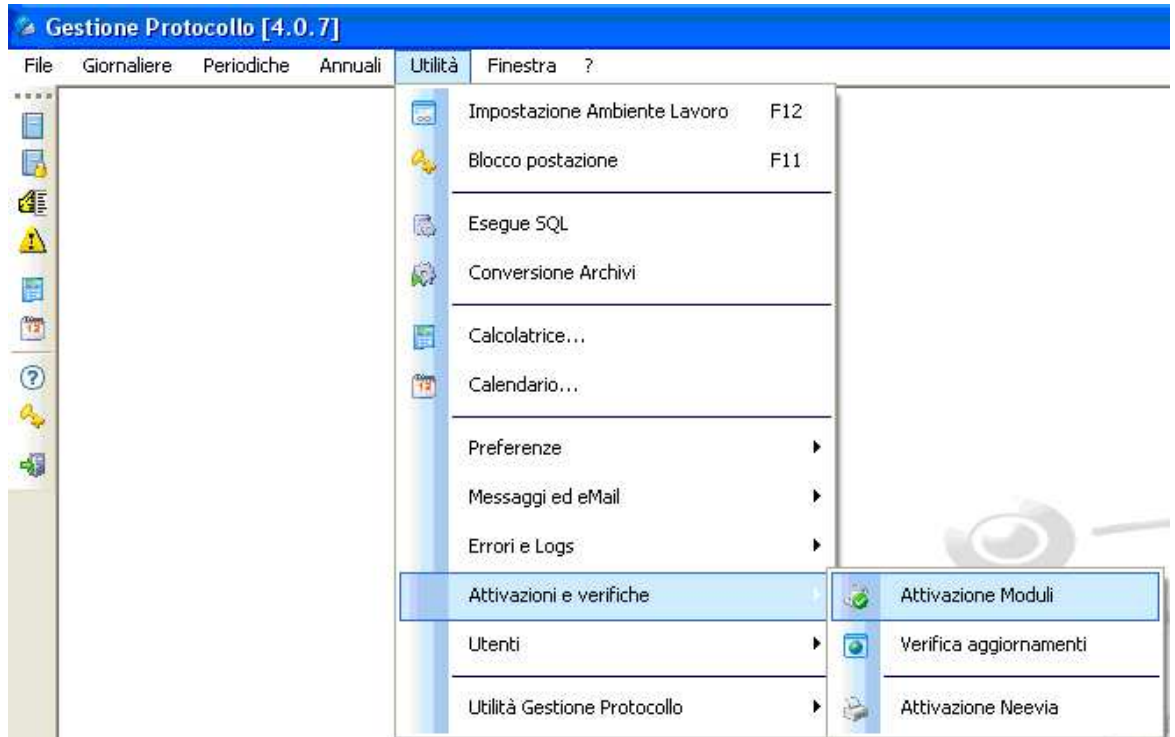 Gestione Protocollo [4.0.7]
File Giornaliere Periodiche Annuali Utilità Finestra ?
Impostazione Ambiente Lavoro F12
Blocco postazione F11
Esegue SQL
Conversione Archivi
Calcolatrice...
Calendario...
Preferenze
Messaggi ed eMail
Errori e Logs
Attivazioni e verifiche
Attivazione Moduli
Utenti
Verifica aggiornamenti
Utilità Gestione Protocollo
Attivazione Neevia